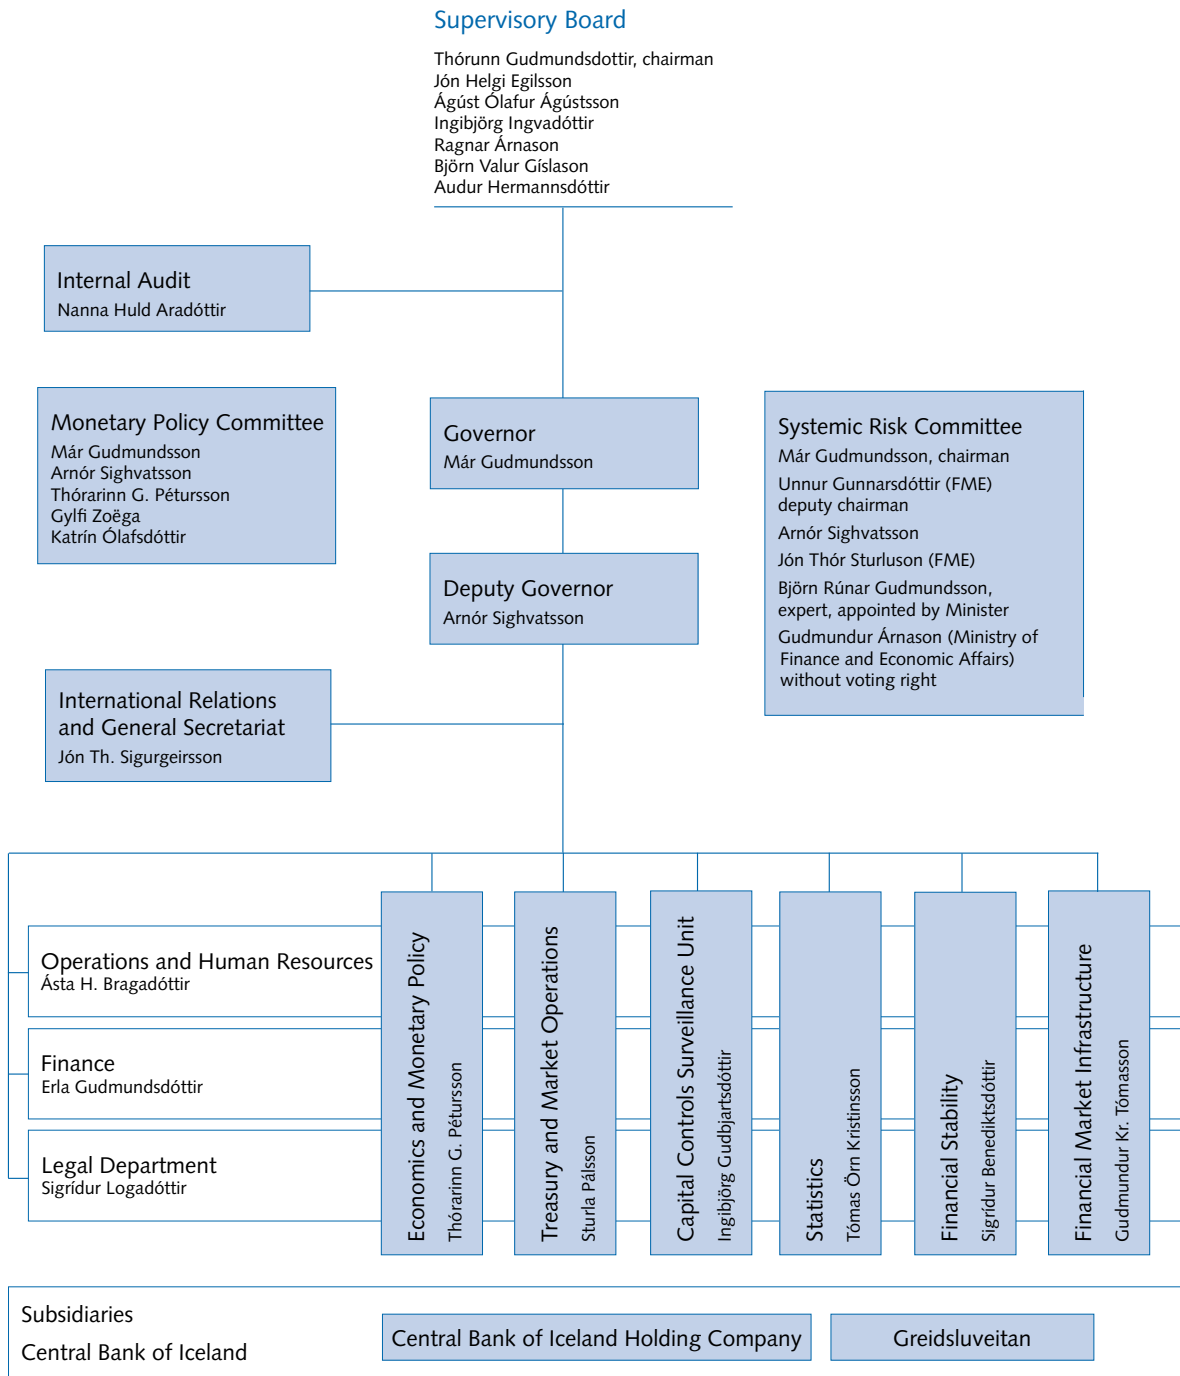 Supervisory Board
Thórunn Gudmundsdottir, chairman
Jón Helgi Egilsson
Ágúst Ólafur Ágústsson
Ingibjörg Ingvadóttir
Ragnar Árnason
Björn Valur Gíslason
Audur Hermannsdóttir
Internal Audit
Nanna Huld Aradóttir
Monetary Policy Committee
Már Gudmundsson
Arnór Sighvatsson
Thórarinn G. Pétursson
Gylfi Zoëga
Katrín Ólafsdóttir
Governor
Már Gudmundsson
Systemic Risk Committee
Már Gudmundsson, chairman
Unnur Gunnarsdóttir (FME)
deputy chairman
Arnór Sighvatsson
Jón Thór Sturluson (FME)
Björn Rúnar Gudmundsson,
expert, appointed by Minister
Gudmundur Árnason (Ministry of
Finance and Economic Affairs)
without voting right
Deputy Governor
Arnór Sighvatsson
International Relations
and General Secretariat
Jón Th. Sigurgeirsson
Operations and Human Resources
Ásta H. Bragadóttir
Finance
Erla Gudmundsdóttir
Legal Department
Sigrídur Logadóttir
Economics and Monetary Policy
Thórarinn G. Pétursson
Treasury and Market Operations
Sturla Pálsson
Capital Controls Surveillance Unit
Ingibjörg Gudbjartsdóttir
Statistics
Tómas Örn Kristinsson
Financial Stability
Sigrídur Benediktsdóttir
Financial Market Infrastructure
Gudmundur Kr. Tómasson
Subsidiaries
Central Bank of Iceland
Central Bank of Iceland Holding Company
Greidsluveitan